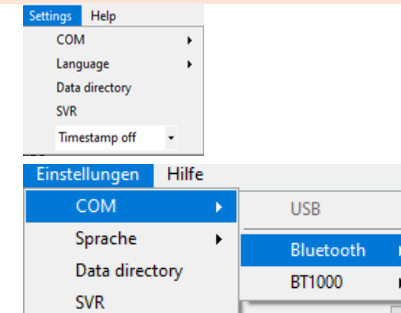 Settings Help
COM
Language
Data directory
SVR
Timestamp off
Einstellungen Hilfe
COM USB
Sprache Bluetooth
Data directory BT1000
SVR